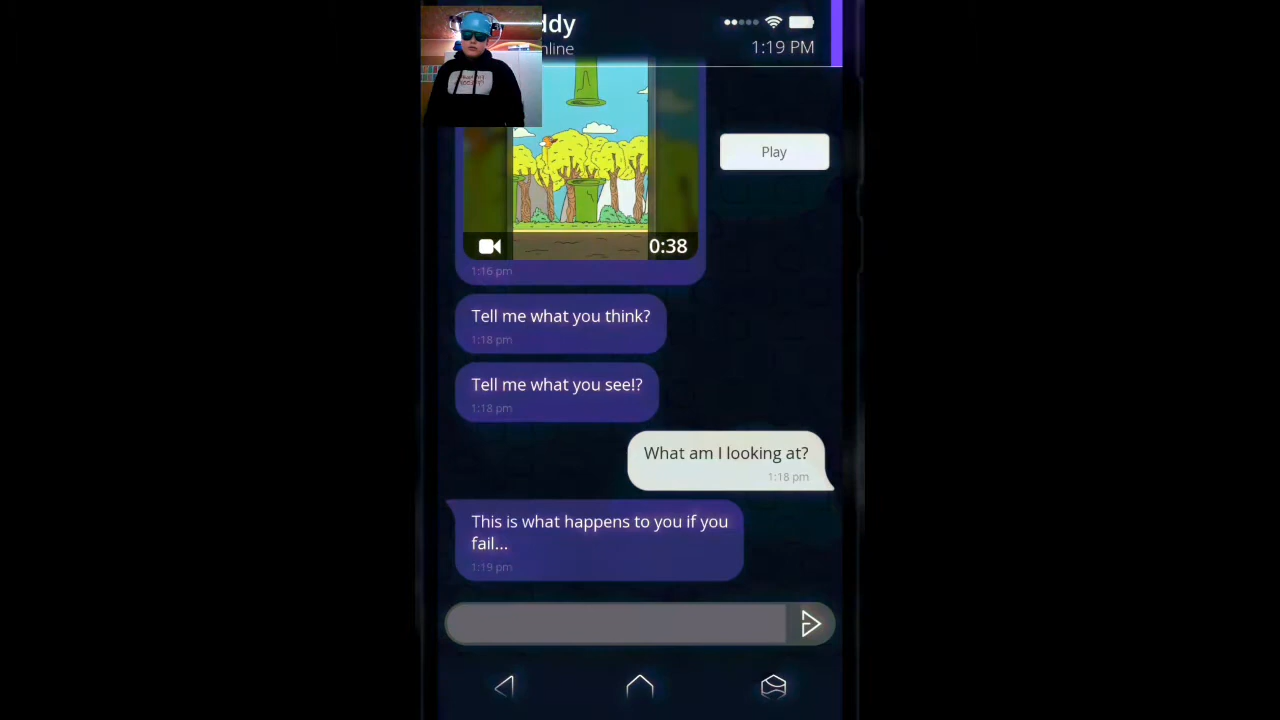 ddy
nline
1:19 PM
Play
0:38
1:16 pm
Tell me what you think?
1:18 pm
Tell me what you see!?
1:18 pm
What am I looking at?
1:18 pm
This is what happens to you if you
fail...
1:19 pm